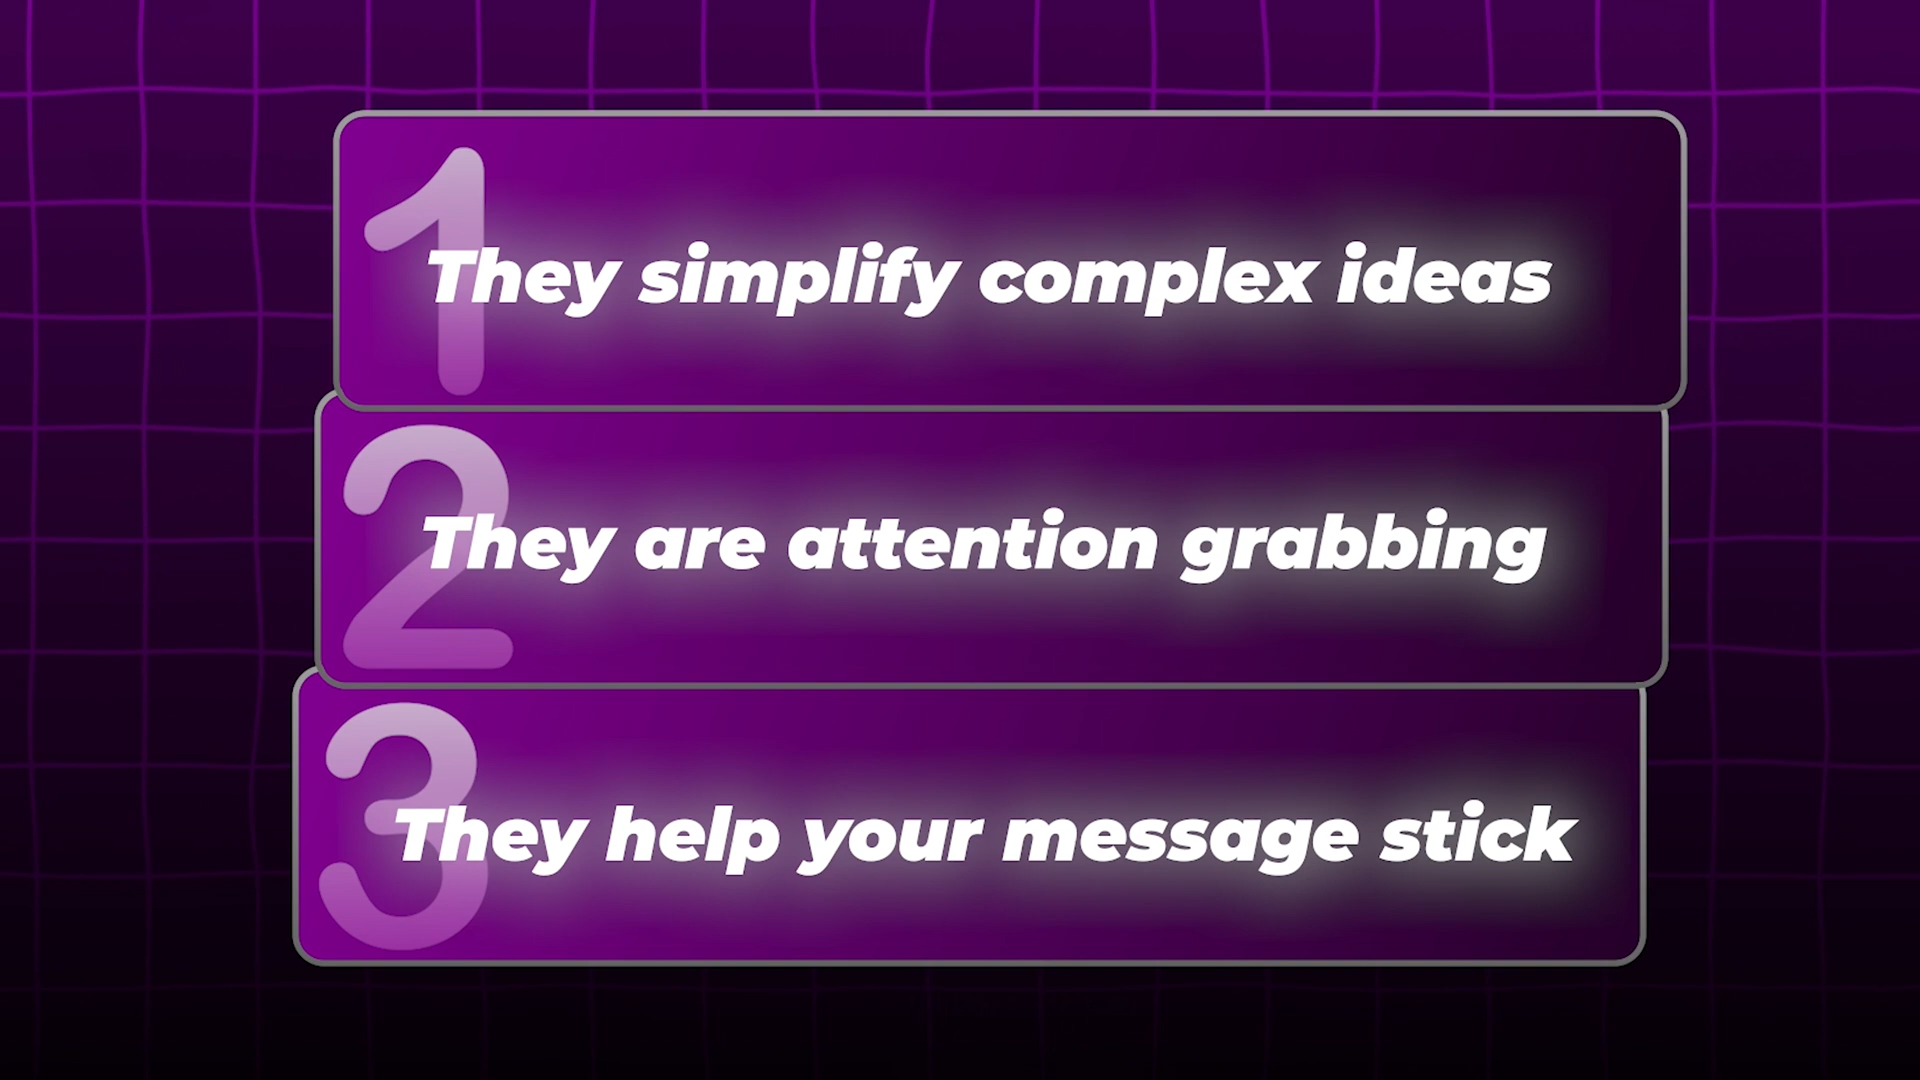 1
They simplify complex ideas
2
They are attention grabbing
3
They help your message stick